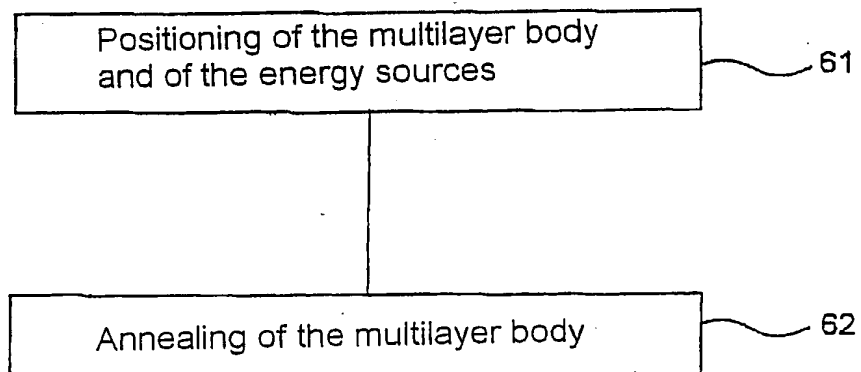 Positioning of the multilayer body
and of the energy sources
61
Annealing of the multilayer body
62